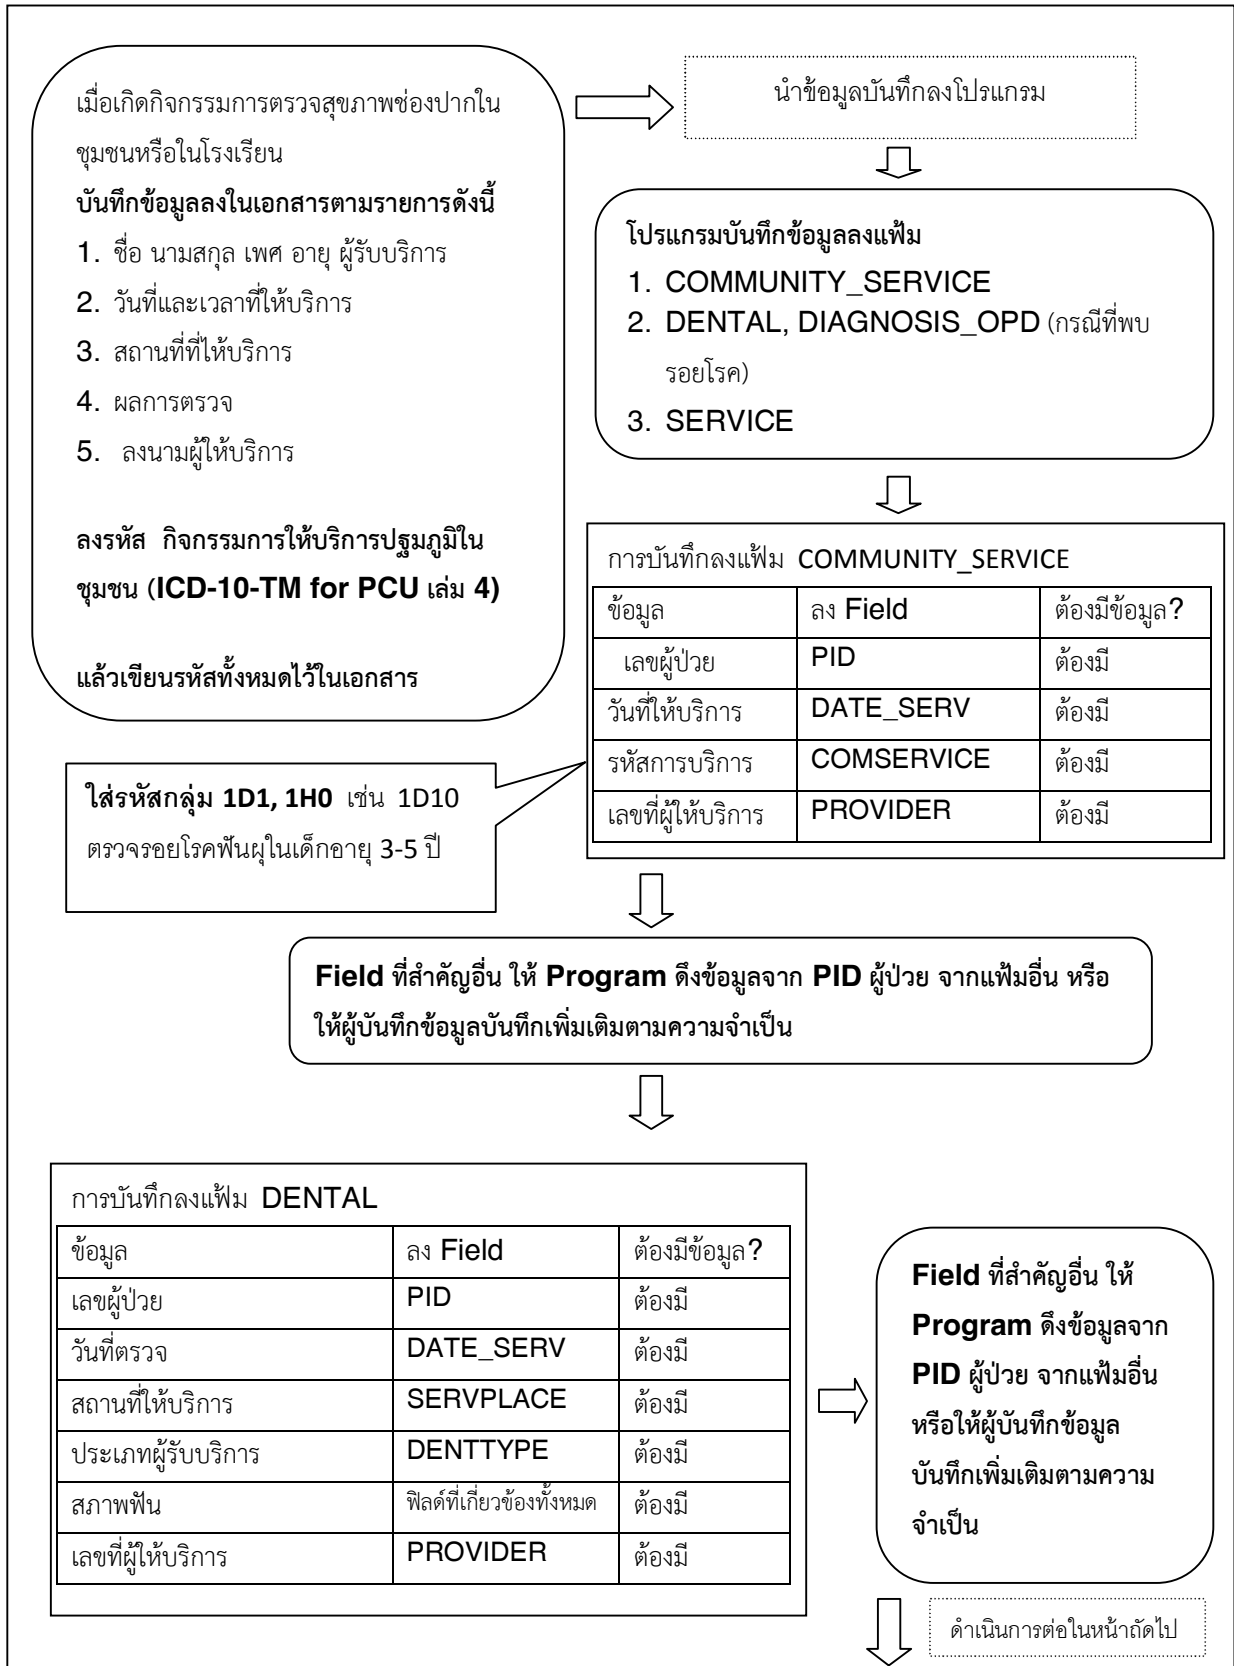 เมื่อเกิดกิจกรรมการตรวจสุขภาพช่องปากใน
ชุมชนหรือในโรงเรียน
บันทึกข้อมูลลงในเอกสารตามรายการดังนี้
1. ชื่อ นามสกุล เพศ อายุ ผู้รับบริการ
2. วันที่และเวลาที่ให้บริการ
3. สถานที่ที่ให้บริการ
4. ผลการตรวจ
5. ลงนามผู้ให้บริการ
ลงรหัส กิจกรรมการให้บริการปฐมภูมิใน
ชุมชน (ICD-10-TM for PCU เล่ม 4)
แล้วเขียนรหัสทั้งหมดไว้ในเอกสาร
นำข้อมูลบันทึกลงโปรแกรม
โปรแกรมบันทึกข้อมูลลงแฟ้ม
1. COMMUNITY_SERVICE
2. DENTAL, DIAGNOSIS_OPD (กรณีที่พบ
รอยโรค)
3. SERVICE
การบันทึกลงแฟ้ม COMMUNITY_SERVICE
ข้อมูล ลง Field ต้องมีข้อมูล?
เลขผู้ป่วย PID ต้องมี
วันที่ให้บริการ DATE_SERV ต้องมี
รหัสการบริการ COMSERVICE ต้องมี
เลขที่ผู้ให้บริการ PROVIDER ต้องมี
ใส่รหัสกลุ่ม 1D1, 1H0 เช่น 1D10
ตรวจรอยโรคฟันผุในเด็กอายุ 3-5 ปี
Field ที่สำคัญอื่น ให้ Program ดึงข้อมูลจาก PID ผู้ป่วย จากแฟ้มอื่น หรือ
ให้ผู้บันทึกข้อมูลบันทึกเพิ่มเติมตามความจำเป็น
การบันทึกลงแฟ้ม DENTAL
ข้อมูล ลง Field ต้องมีข้อมูล?
เลขผู้ป่วย PID ต้องมี
วันที่ตรวจ DATE_SERV ต้องมี
สถานที่ให้บริการ SERVPLACE ต้องมี
ประเภทผู้รับบริการ DENTTYPE ต้องมี
สภาพฟัน ฟิลด์ที่เกี่ยวข้องทั้งหมด ต้องมี
เลขที่ผู้ให้บริการ PROVIDER ต้องมี
Field ที่สำคัญอื่น ให้
Program ดึงข้อมูลจาก
PID ผู้ป่วย จากแฟ้มอื่น
หรือให้ผู้บันทึกข้อมูล
บันทึกเพิ่มเติมตามความ
จำเป็น
ดำเนินการต่อในหน้าถัดไป